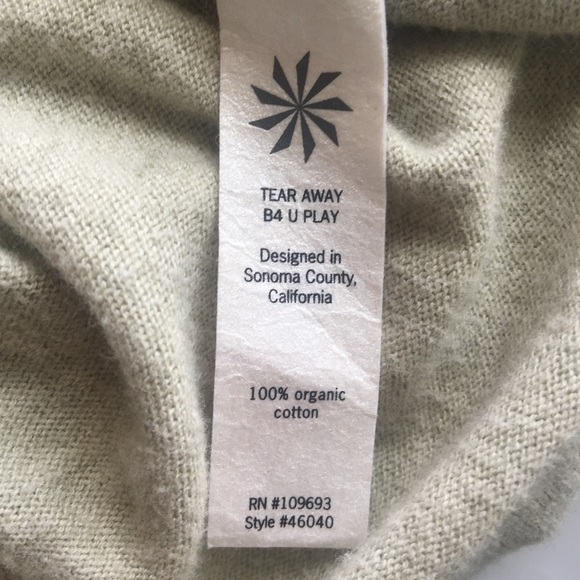 TEAR AWAY
B4 U PLAY
Designed in
Sonoma County,
California
100% organic
cotton
RN #109693
Style #46040